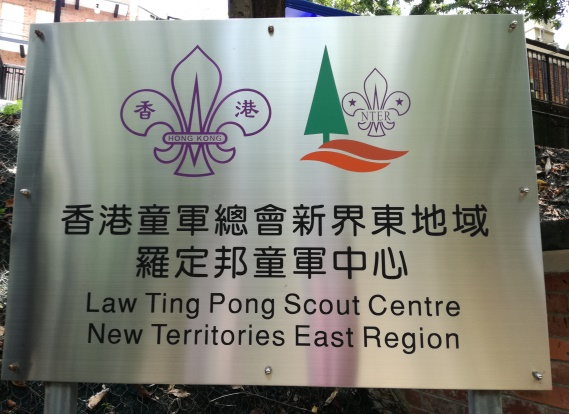 香 港
HONG KONG
NTER
香港童軍總會新界東地域
羅定邦童軍中心
Law Ting Pong Scout Centre
New Territories East Region